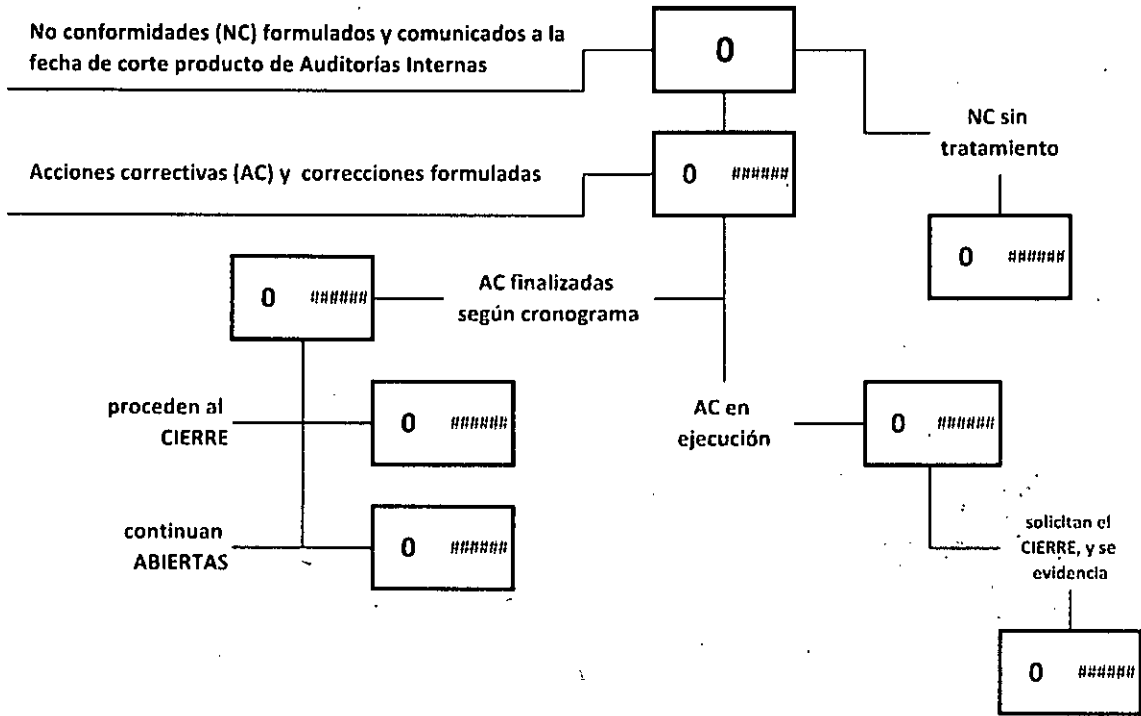 No conformidades (NC) formulados y comunicados a la
fecha de corte producto de Auditorías Internas
0
NC sin
tratamiento
Acciones correctivas (AC) y correcciones formuladas
0 ######
0 ######
0 ######
AC finalizadas
según cronograma
proceden al
CIERRE
0 ######
AC en
ejecución
0 ######
continuan
ABIERTAS
0 ######
solicitan el
CIERRE, y se
evidencia
0 ######